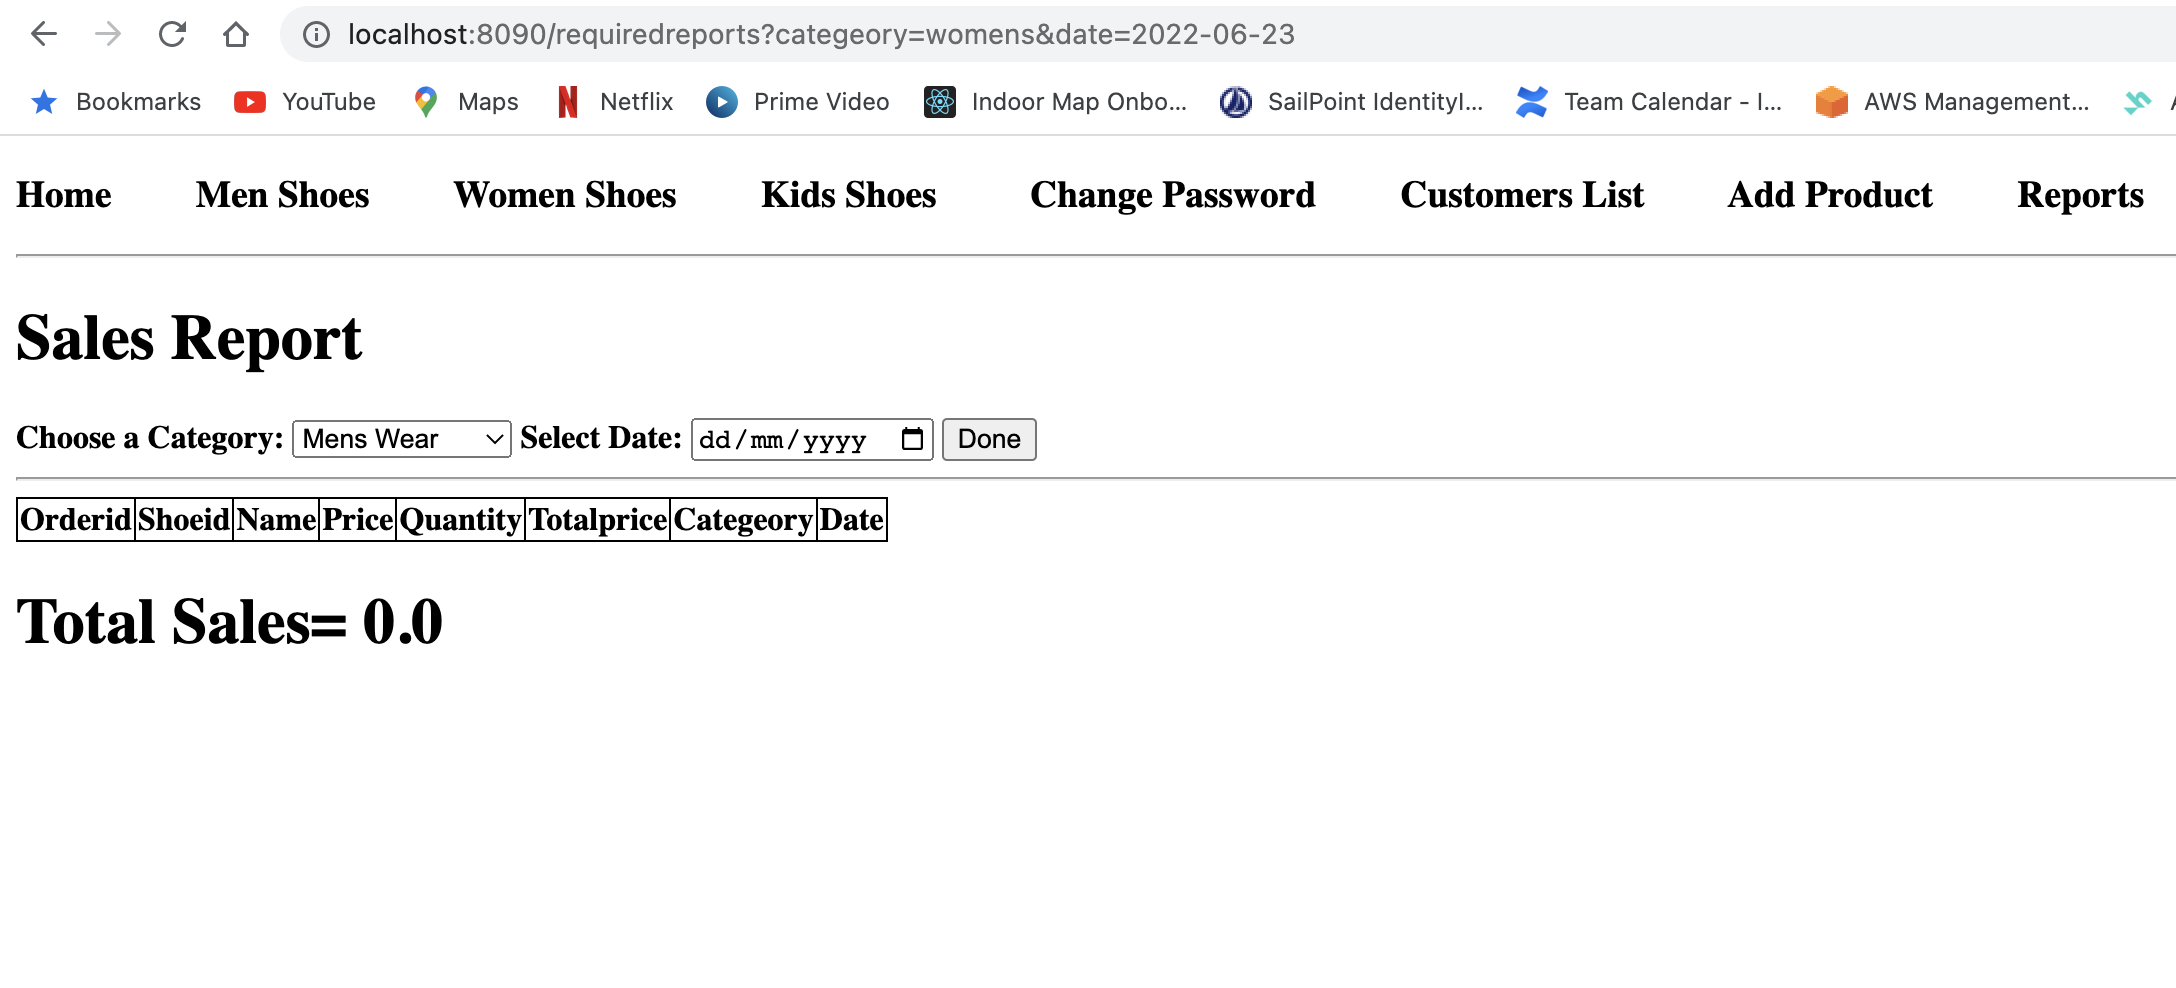 localhost:8090/requiredreports?categeory=womens&date=2022-06-23
Bookmarks YouTube Maps Netflix Prime Video Indoor Map Onbo... SailPoint IdentityI... Team Calendar - I... AWS Management...
Home Men Shoes Women Shoes Kids Shoes Change Password Customers List Add Product Reports
Sales Report
Choose a Category: Mens Wear Select Date: dd/mm/yyyy Done
Orderid Shoeid Name Price Quantity Totalprice Categeory Date
Total Sales= 0.0